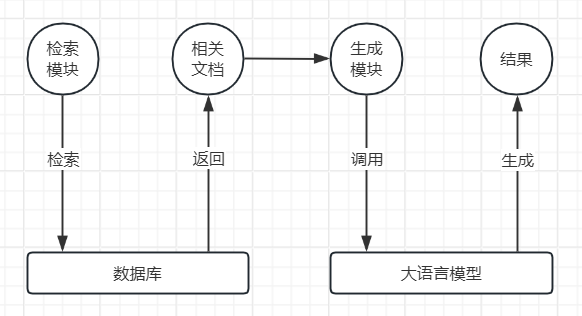 检索
模块
相关
文档
生成
模块
结果
检索
返回
调用
生成
数据库
大语言模型